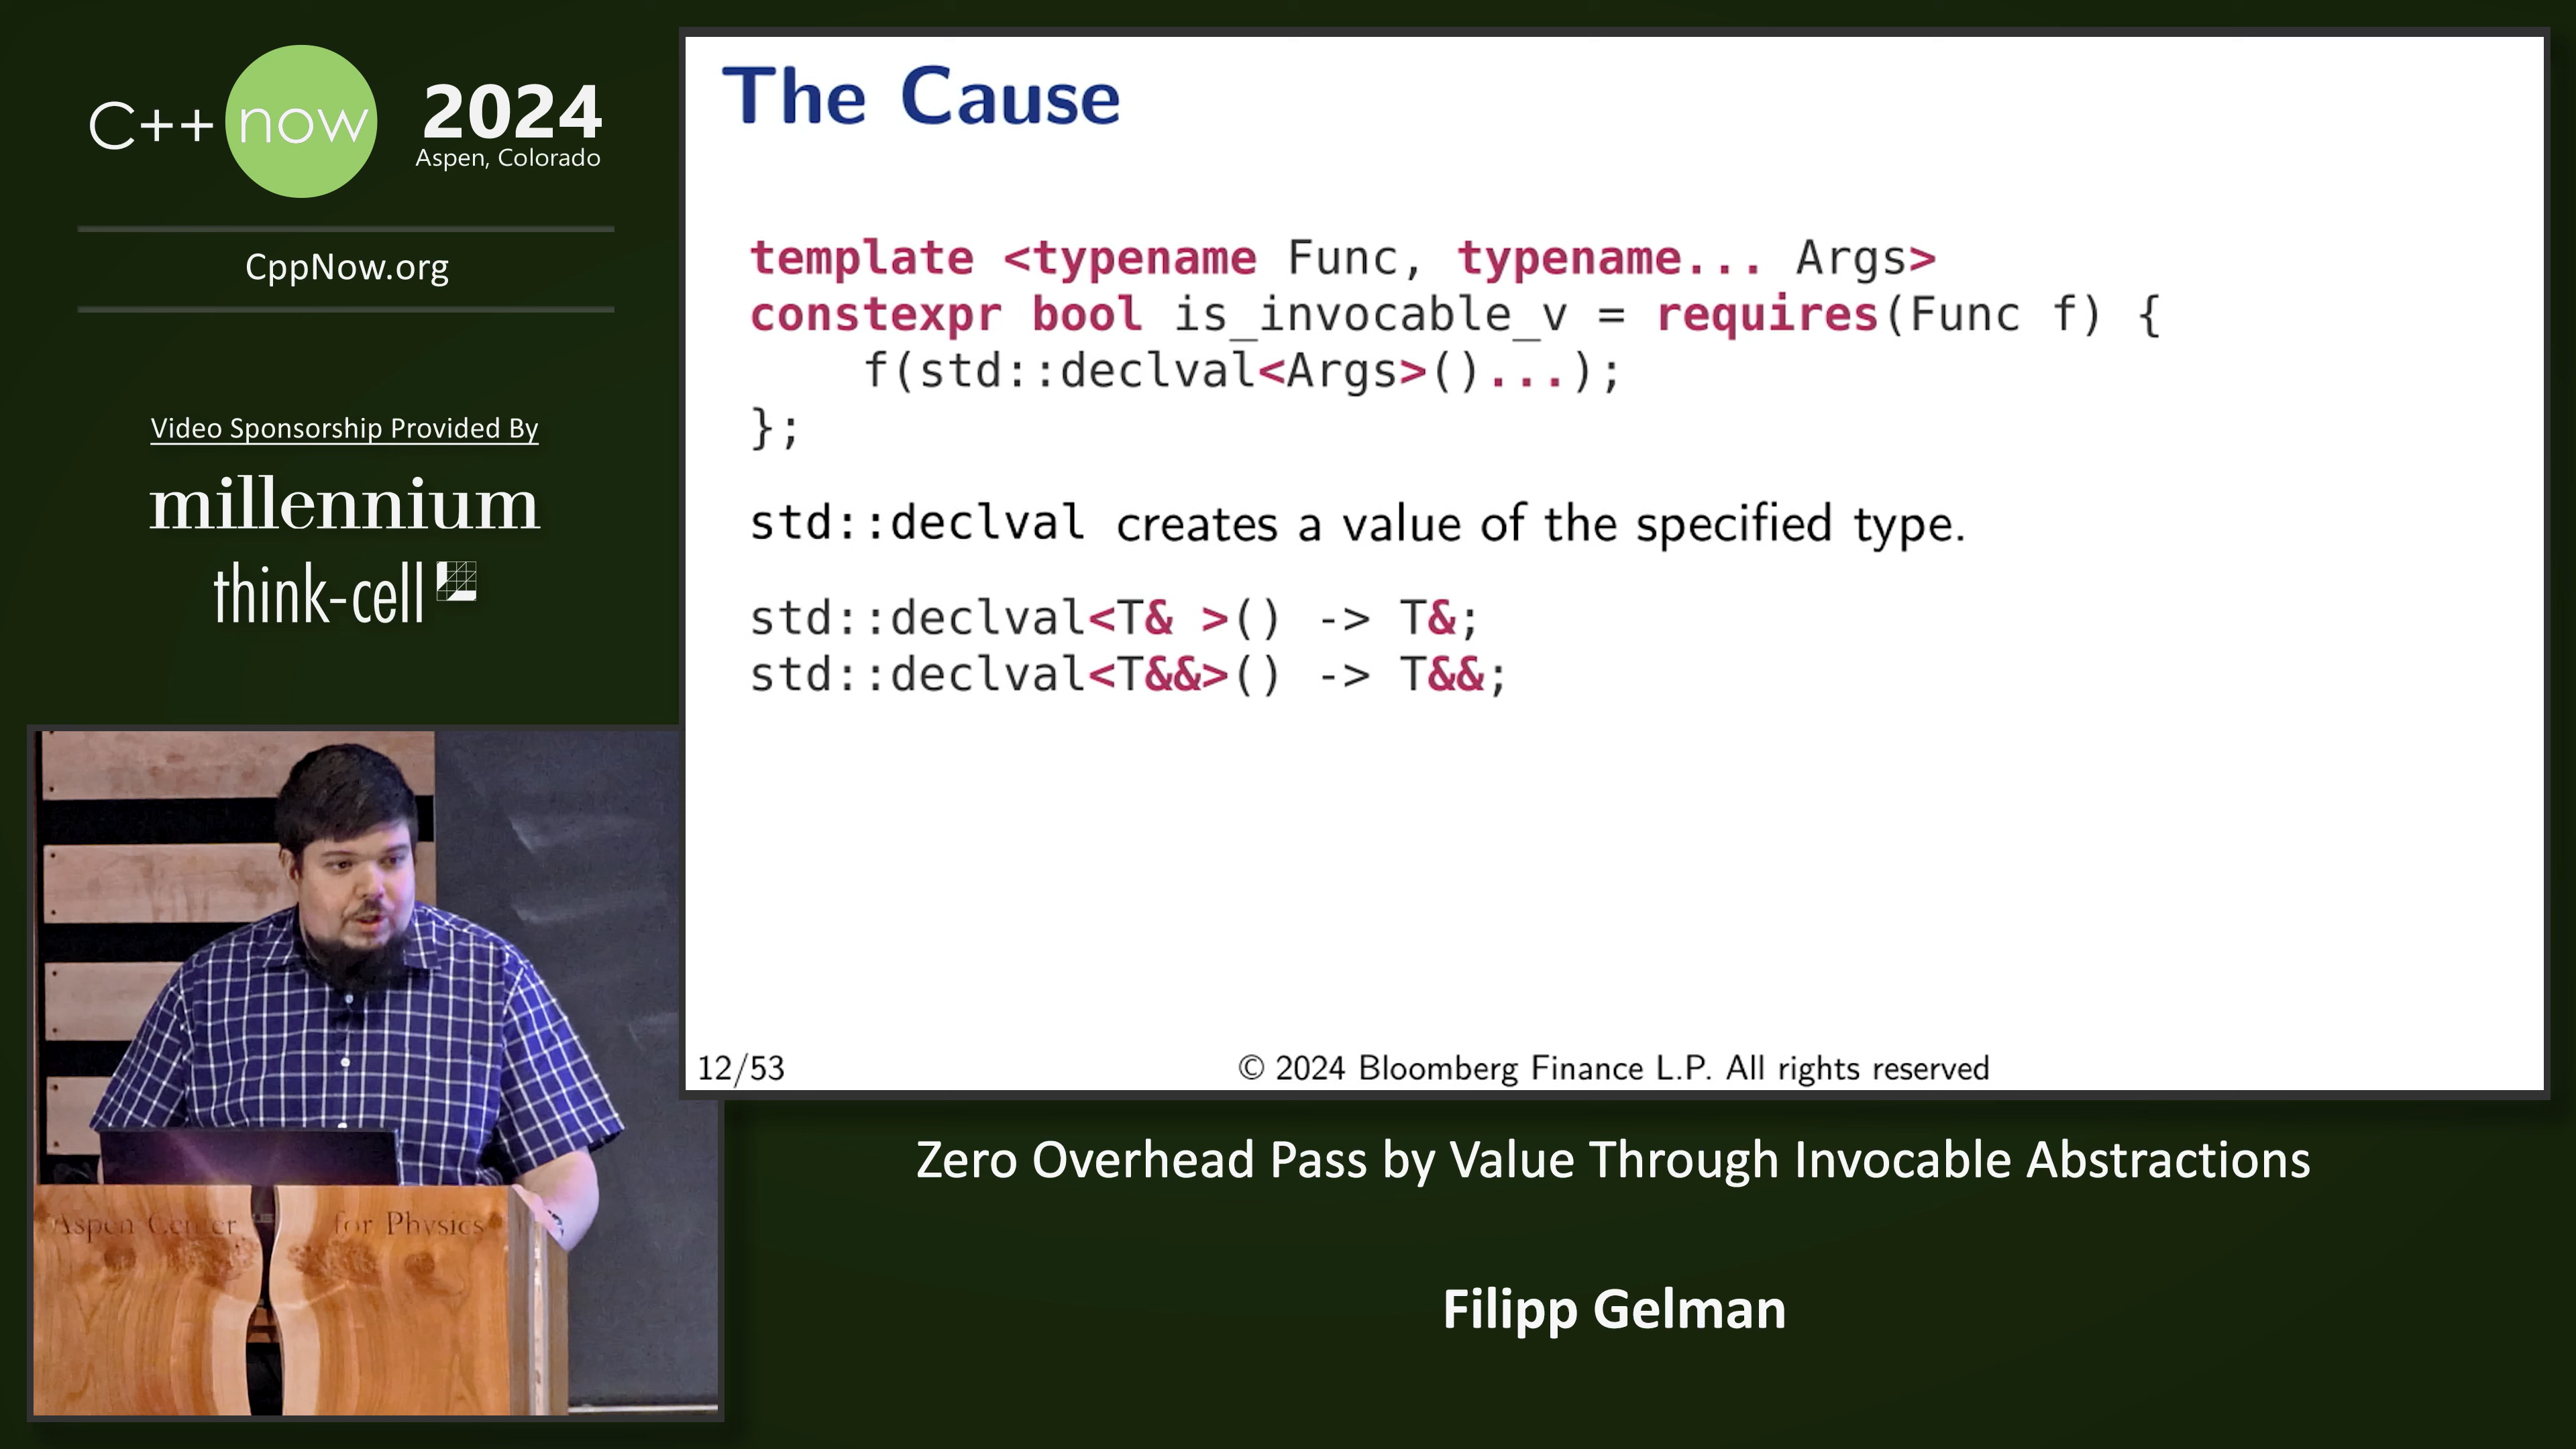 C++ now 2024
Aspen, Colorado
CppNow.org
Video Sponsorship Provided By
millennium
think-cell
The Cause
template <typename Func, typename... Args>
constexpr bool is_invocable_v = requires(Func f) {
    f(std::declval<Args>()...);
};
std::declval creates a value of the specified type.
std::declval<T& >() -> T&;
std::declval<T&&>() -> T&&;
12/53
© 2024 Bloomberg Finance L.P. All rights reserved
Aspen Center for Physics
Zero Overhead Pass by Value Through Invocable Abstractions
Filipp Gelman